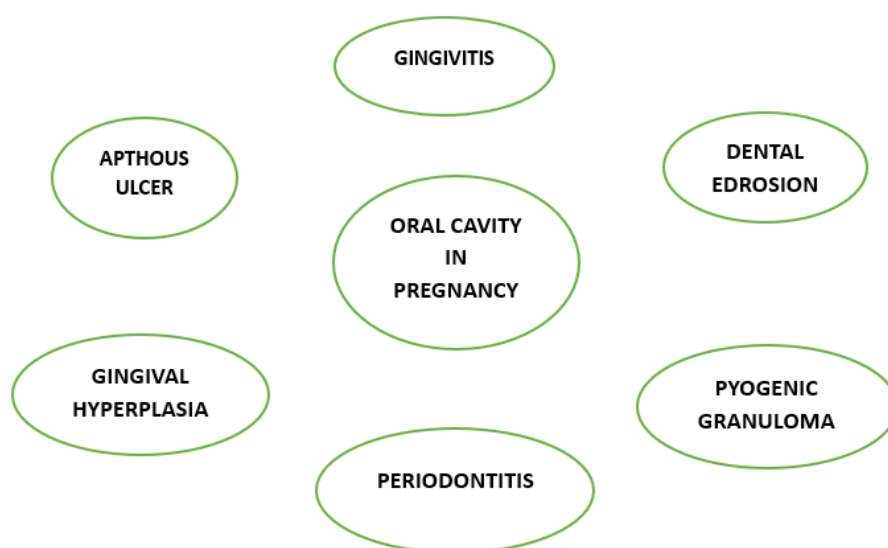 GINGIVITIS
APTHOUS
ULCER
DENTAL
EDROSION
ORAL CAVITY
IN
PREGNANCY
GINGIVAL
HYPERPLASIA
PYOGENIC
GRANULOMA
PERIODONTITIS